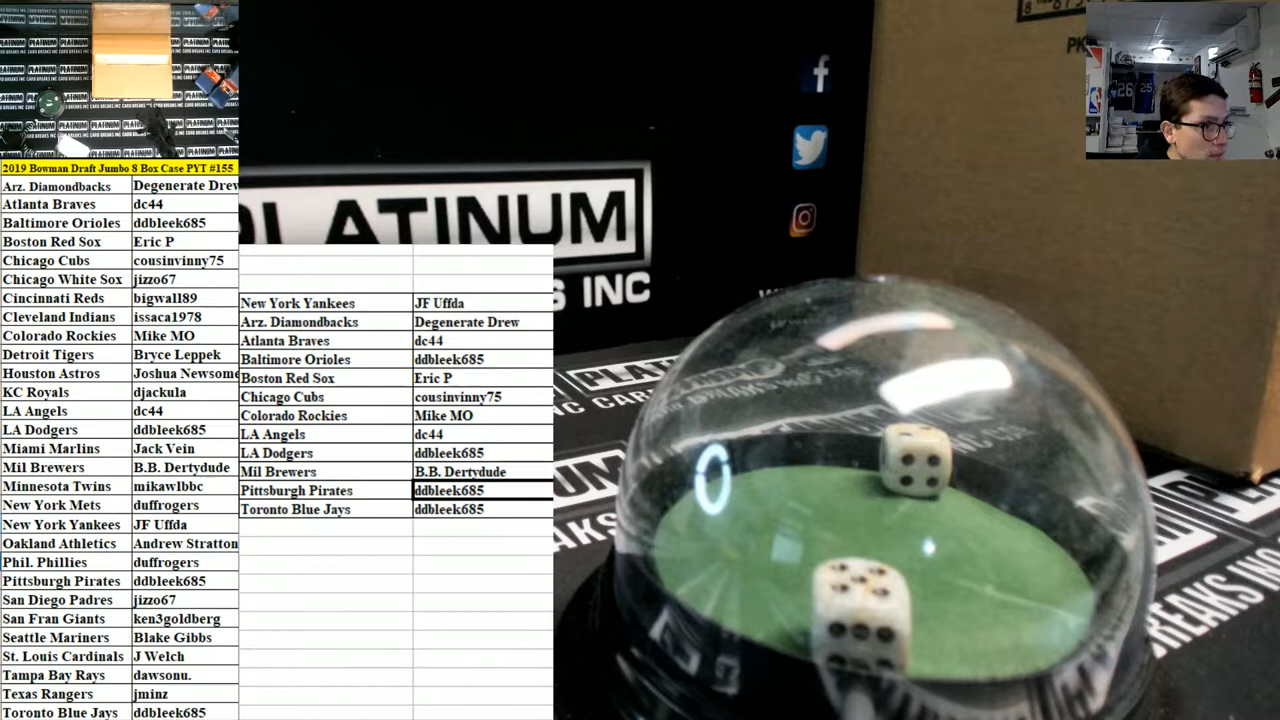 2019 Bowman Draft Jumbo 8 Box Case PYT #155
Arz. Diamondbacks Degenerate Drew
Atlanta Braves dc44
Baltimore Orioles ddbleek685
Boston Red Sox Eric P
Chicago Cubs cousinvinny75
Chicago White Sox jizzo67
Cincinnati Reds bigwall89
Cleveland Indians issaca1978
Colorado Rockies Mike MO
Detroit Tigers Bryce Leppek
Houston Astros Joshua Newsome
KC Royals djackula
LA Angels dc44
LA Dodgers ddbleek685
Miami Marlins Jack Vein
Mil Brewers B.B. Dertydude
Minnesota Twins mikawlbbc
New York Mets duffrogers
New York Yankees JF Uffda
Oakland Athletics Andrew Stratton
Phil. Phillies duffrogers
Pittsburgh Pirates ddbleek685
San Diego Padres jizzo67
San Fran Giants ken3goldberg
Seattle Mariners Blake Gibbs
St. Louis Cardinals J Welch
Tampa Bay Rays dawsonu.
Texas Rangers jminz
Toronto Blue Jays ddbleek685
New York Yankees JF Uffda
Arz. Diamondbacks Degenerate Drew
Atlanta Braves dc44
Baltimore Orioles ddbleek685
Boston Red Sox Eric P
Chicago Cubs cousinvinny75
Colorado Rockies Mike MO
LA Angels dc44
LA Dodgers ddbleek685
Mil Brewers B.B. Dertydude
Pittsburgh Pirates ddbleek685
Toronto Blue Jays ddbleek685
PLATINUM
INC
0
26
25
PLATINUM
CARD BREAKS INC